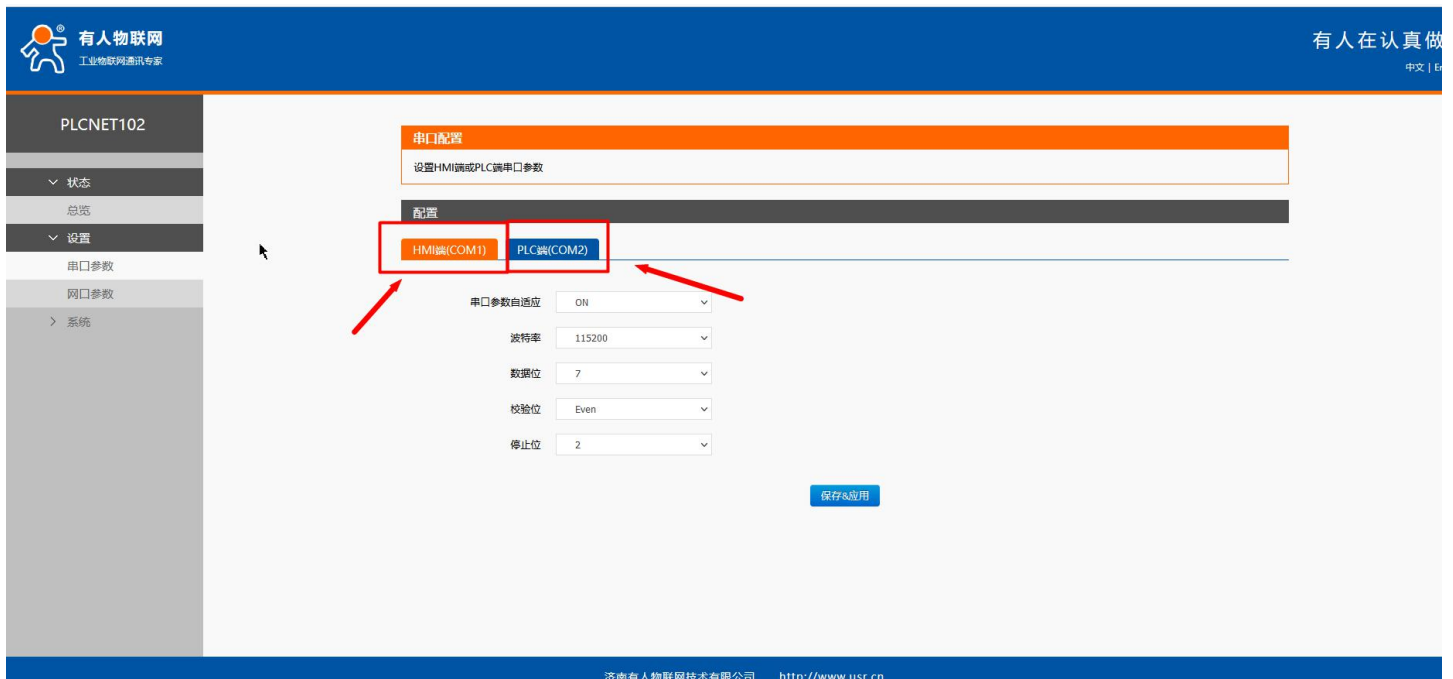 有人物联网
®
工业物联网通讯专家
有人在认真做
中文 | En
PLCNET102
状态
总览
设置
串口参数
网口参数
系统
串口配置
设置HMI端或PLC端串口参数
配置
HMI端(COM1)
PLC端(COM2)
串口参数自适应 ON
波特率 115200
数据位 7
校验位 Even
停止位 2
保存&应用
济南有人物联网技术有限公司 http://www.usr.cn